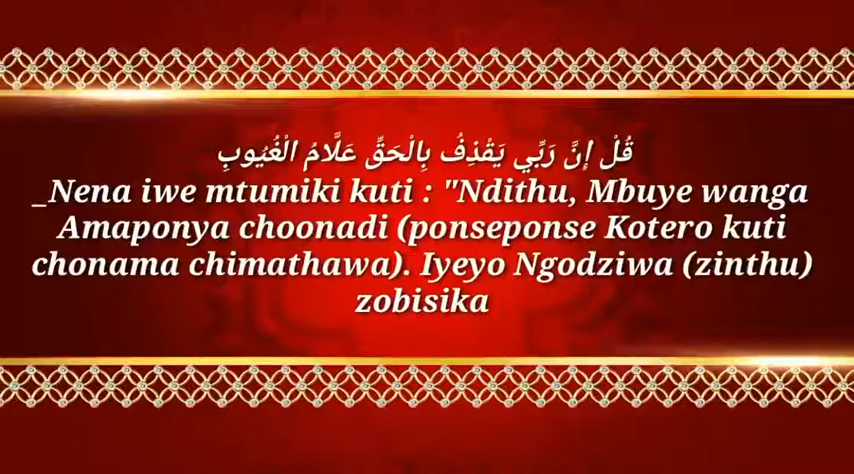 قُلْ إِنَّ رَبِّي يَقْذِفُ بِالْحَقِّ عَلَّامُ الْغُيُوبِ
_Nena iwe mtumiki kuti : "Ndithu, Mbuye wanga
Amaponya choonadi (ponseponse Kotero kuti
chonama chimathawa). Iyeyo Ngodziwa (zinthu)
zobisika